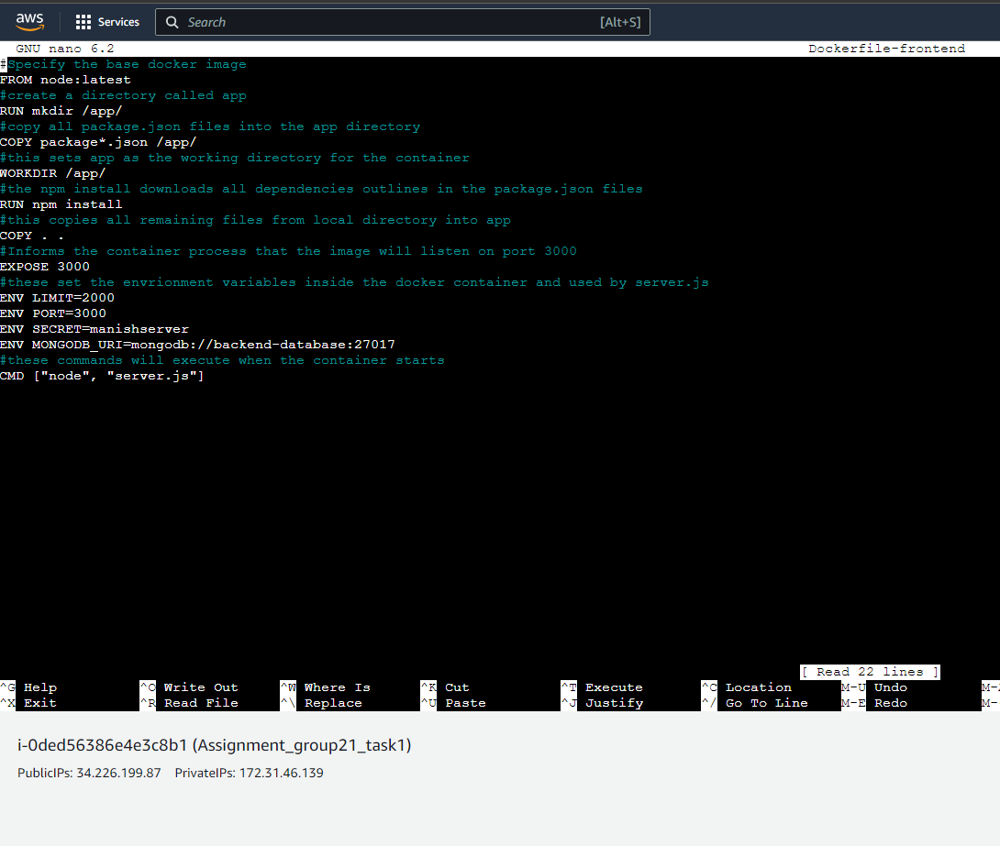 aws Services Search [Alt+S]
GNU nano 6.2 Dockerfile-frontend
#Specify the base docker image
FROM node:latest
#create a directory called app
RUN mkdir /app/
#copy all package.json files into the app directory
COPY package*.json /app/
#this sets app as the working directory for the container
WORKDIR /app/
#the npm install downloads all dependencies outlines in the package.json files
RUN npm install
#this copies all remaining files from local directory into app
COPY . .
#Informs the container process that the image will listen on port 3000
EXPOSE 3000
#these set the envrionment variables inside the docker container and used by server.js
ENV LIMIT=2000
ENV PORT=3000
ENV SECRET=manishserver
ENV MONGODB_URI=mongodb://backend-database:27017
#these commands will execute when the container starts
CMD ["node", "server.js"]
[ Read 22 lines ]
^G Help ^O Write Out ^W Where Is ^K Cut ^T Execute ^C Location M-U Undo
^X Exit ^R Read File ^\ Replace ^U Paste ^J Justify ^/ Go To Line M-E Redo
i-0ded56386e4e3c8b1 (Assignment_group21_task1)
PublicIPs: 34.226.199.87 PrivateIPs: 172.31.46.139